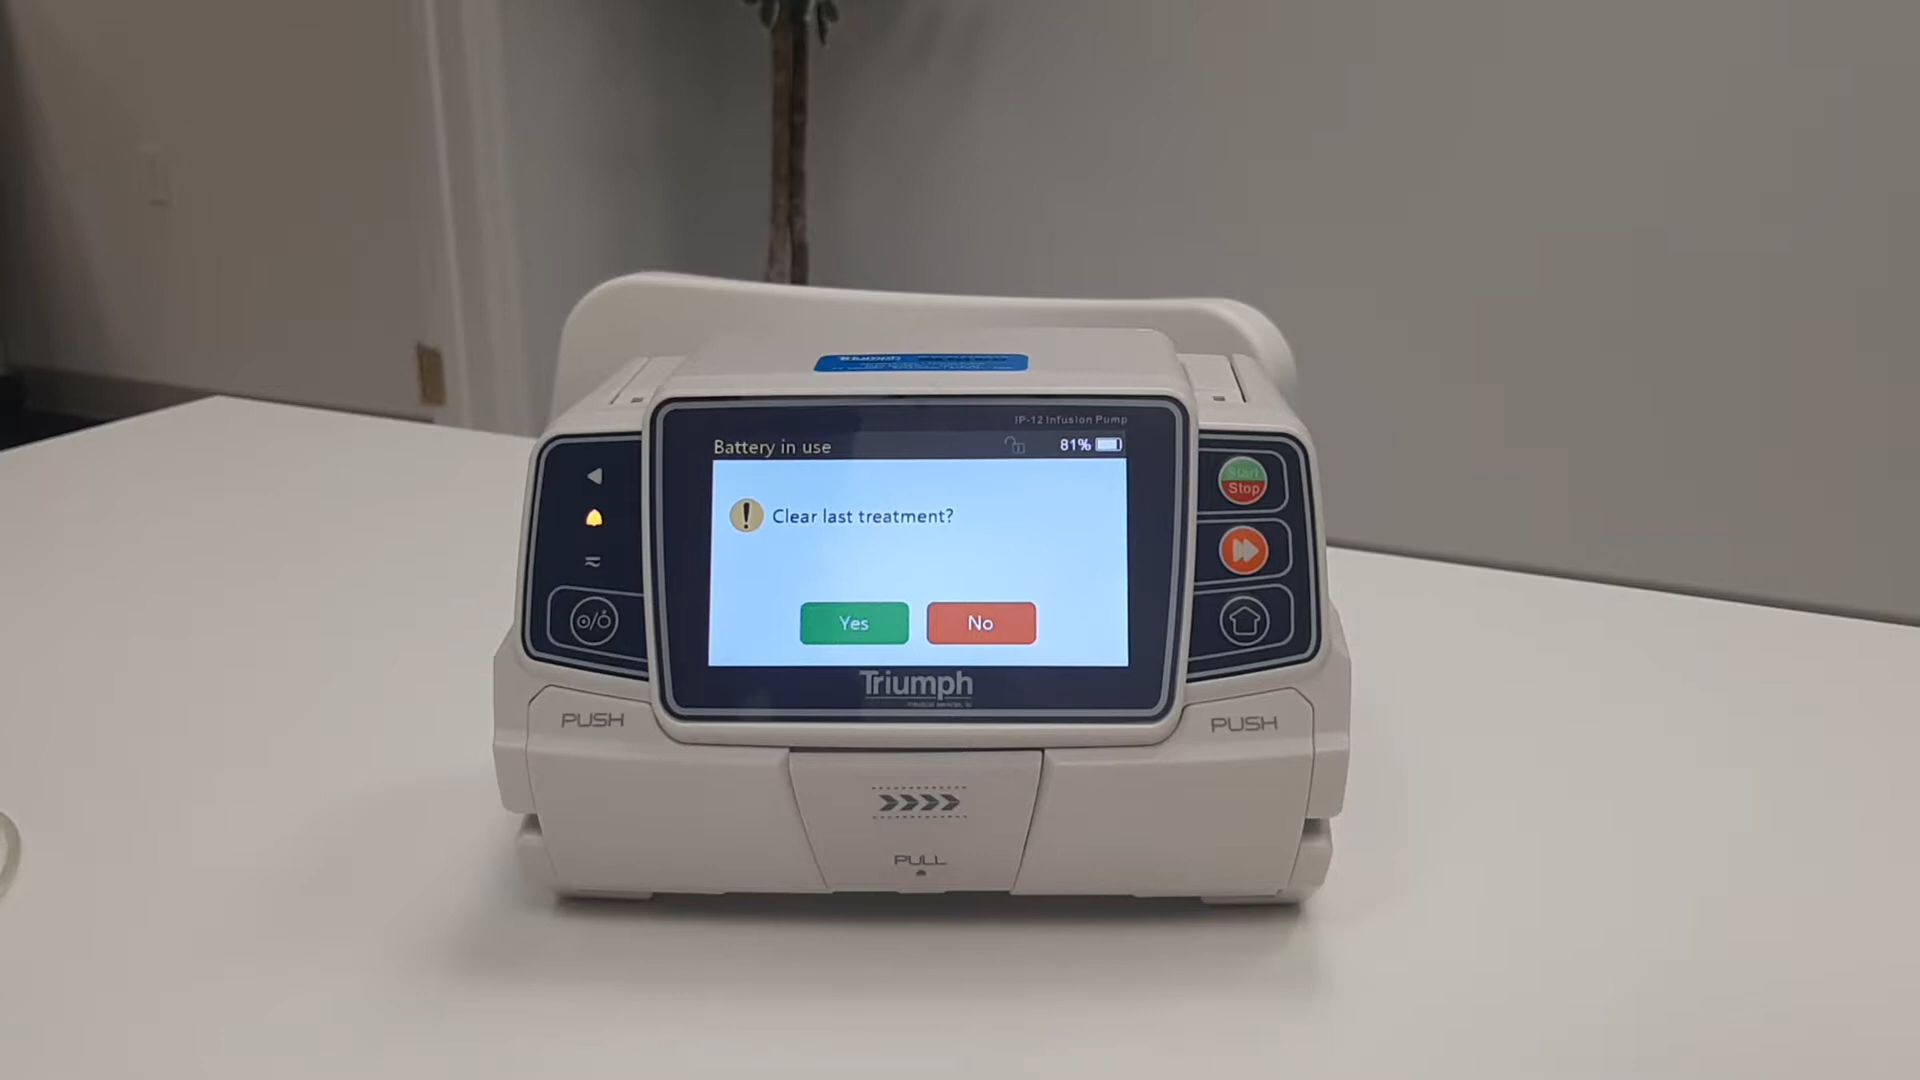 Triumph
IP-12 Infusion Pump
Battery in use
81%
Clear last treatment?
Yes
No
Start
Stop
Triumph
PUSH
PUSH
PULL